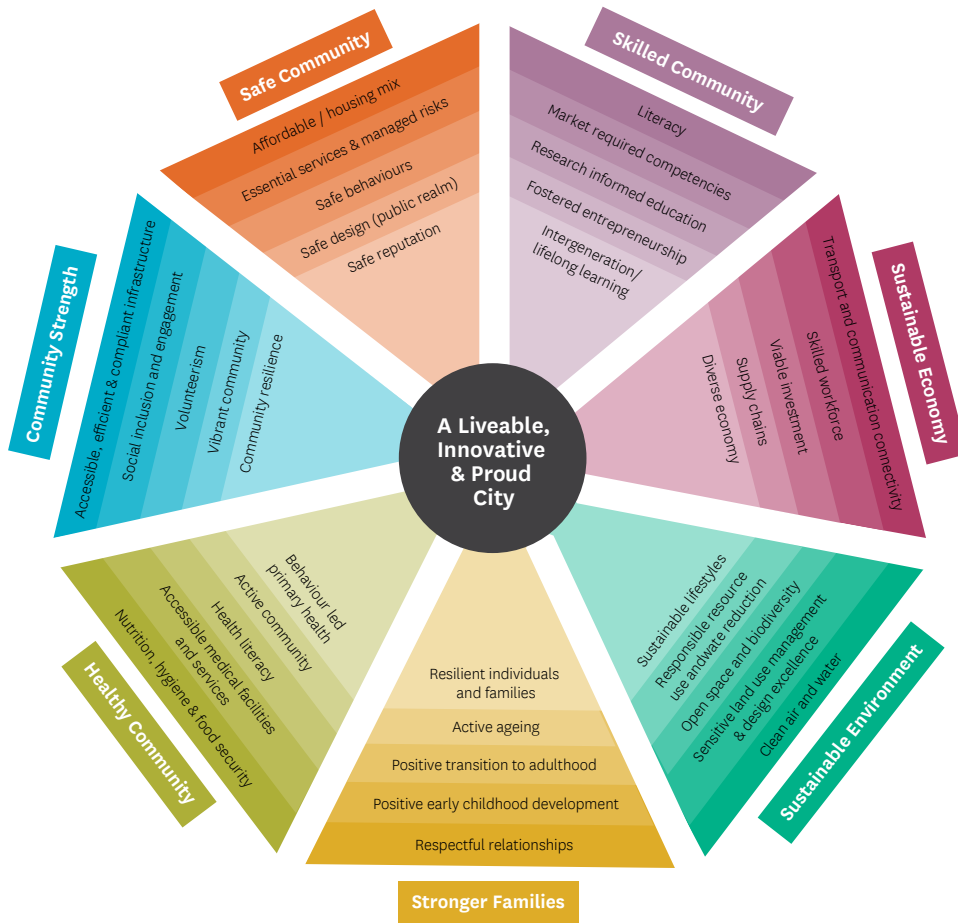 Safe Community
Affordable / housing mix
Essential services & managed risks
Safe behaviours
Safe design (public realm)
Safe reputation
Skilled Community
Literacy
Market required competencies
Research informed education
Fostered entrepreneurship
Intergeneration/
lifelong learning
Sustainable Economy
Transport and communication connectivity
Skilled workforce
Viable investment
Supply chains
Diverse economy
Sustainable Environment
Sustainable lifestyles
Responsible resource
use andwate reduction
Open space and biodiversity
Sensitive land use management
& design excellence
Clean air and water
Stronger Families
Resilient individuals
and families
Active ageing
Positive transition to adulthood
Positive early childhood development
Respectful relationships
Healthy Community
Behaviour led
primary health
Active community
Health literacy
Accessible medical facilities
and services
Nutrition, hygiene & food security
Community Strength
Accessible, efficient & compliant infrastructure
Social inclusion and engagement
Volunteerism
Vibrant community
Community resilience
A Liveable,
Innovative
& Proud
City